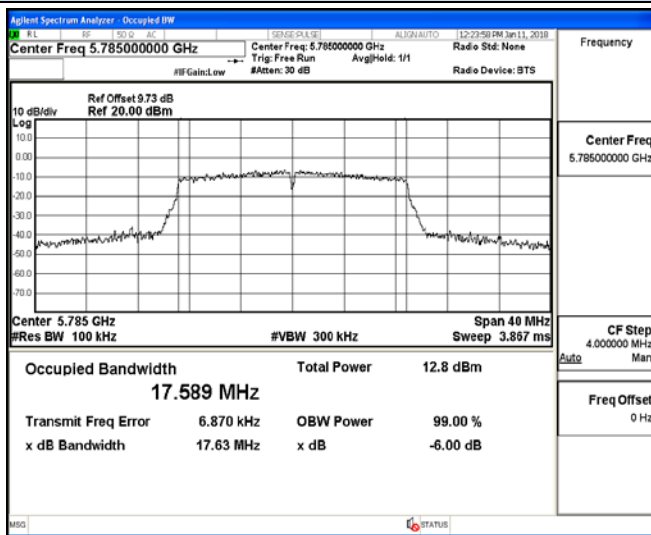 Agilent Spectrum Analyzer - Occupied BW
RL RF 50 Ω AC SENSE:PULSE ALIGN AUTO 12:23:58 PM Jan 11, 2018
Center Freq 5.785000000 GHz
Center Freq: 5.785000000 GHz
Radio Std: None
Trig: Free Run Avg|Hold: 1/1
#IFGain:Low
#Atten: 30 dB
Radio Device: BTS
Frequency
Ref Offset 9.73 dB
10 dB/div Ref 20.00 dBm
Log
10.0
0.00
-10.0
-20.0
-30.0
-40.0
-50.0
-60.0
-70.0
Center 5.785 GHz
Span 40 MHz
#Res BW 100 kHz
#VBW 300 kHz
Sweep 3.867 ms
Occupied Bandwidth
17.589 MHz
Total Power 12.8 dBm
Transmit Freq Error 6.870 kHz
OBW Power 99.00 %
x dB Bandwidth 17.63 MHz
x dB -6.00 dB
Center Freq
5.785000000 GHz
CF Step
4.000000 MHz
Auto Man
Freq Offset
0 Hz
MSG
STATUS